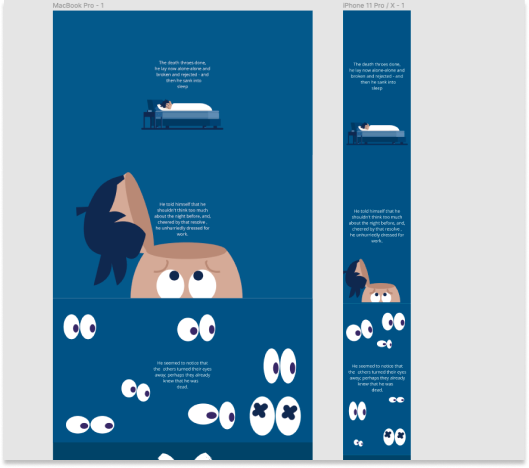 MacBook Pro - 1
The death throes done,
he lay now alone-alone and
broken and rejected - and
then he sank into
sleep
He told himself that he
shouldn't think too much
about the night before, and,
cheered by that resolve ,
he unhurriedly dressed for
work.
He seemed to notice that
the others turned their eyes
away; perhaps they already
knew that he was
dead.
iPhone 11 Pro / X - 1
The death throes done,
he lay now alone-alone and
broken and rejected - and
then he sank into
sleep
He told himself that he
shouldn't think too much
about the night before, and,
cheered by that resolve ,
he unhurriedly dressed for
work.
He seemed to notice that
the others turned their eyes
away; perhaps they already
knew that he was
dead.